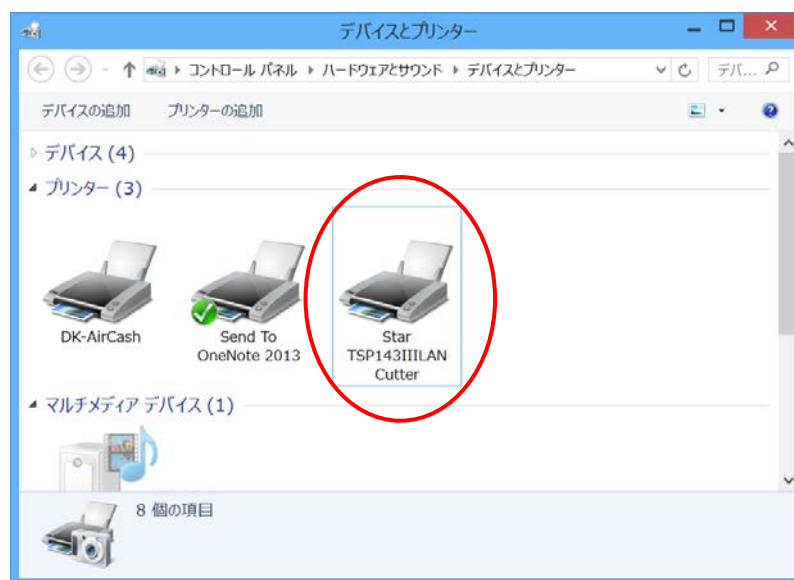 デバイスとプリンター
コントロール パネル ▸ ハードウェアとサウンド ▸ デバイスとプリンター
デバ...
デバイスの追加 プリンターの追加
デバイス (4)
プリンター (3)
DK-AirCash
Send To
OneNote 2013
Star
TSP143IIILAN
Cutter
マルチメディア デバイス (1)
8 個の項目